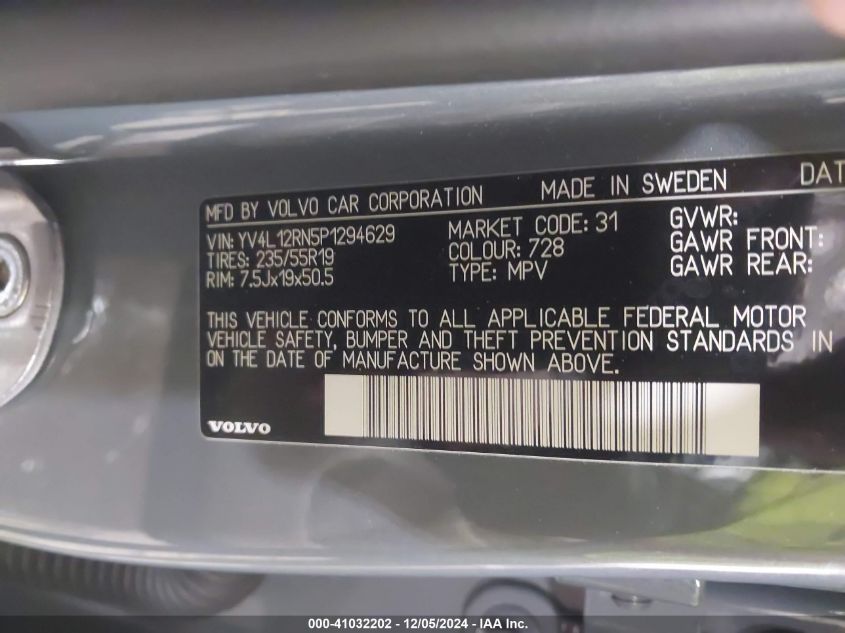 MFD BY VOLVO CAR CORPORATION MADE IN SWEDEN DAT
VIN: YV4L12RN5P1294629 MARKET CODE: 31 GVWR:
TIRES: 235/55R19 COLOUR: 728 GAWR FRONT:
RIM: 7.5Jx19x50.5 TYPE: MPV GAWR REAR:
THIS VEHICLE CONFORMS TO ALL APPLICABLE FEDERAL MOTOR
VEHICLE SAFETY, BUMPER AND THEFT PREVENTION STANDARDS IN
ON THE DATE OF MANUFACTURE SHOWN ABOVE.
VOLVO
000-41032202 - 12/05/2024 - IAA Inc.